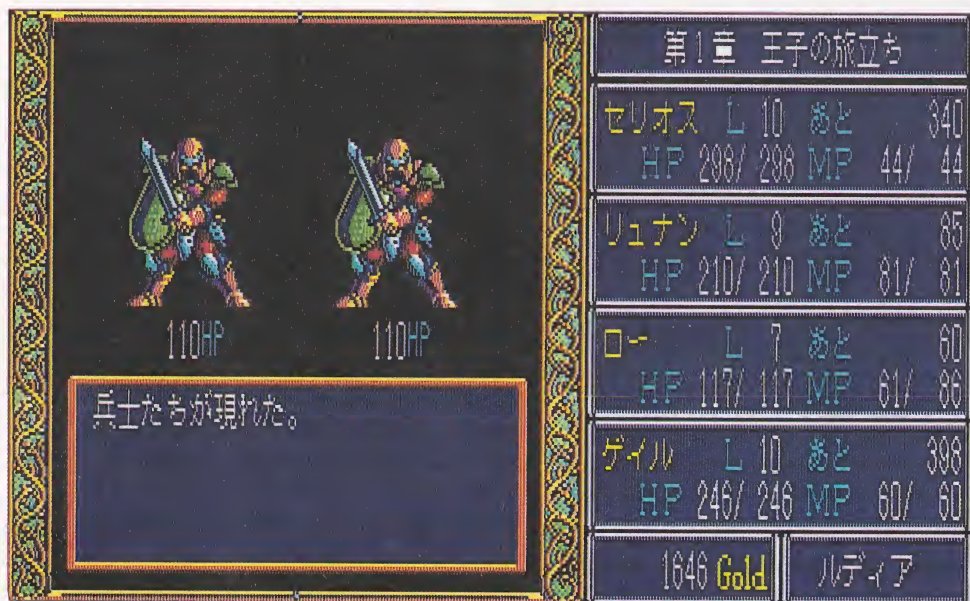 110HP 110HP
兵士たちが現れた。
第1章 王子の旅立ち
セリオス L 10 あと 340
HP 298/ 298 MP 44/ 44
リュナン L 9 あと 85
HP 210/ 210 MP 81/ 81
ロー L 7 あと 60
HP 117/ 117 MP 61/ 86
ゲイル L 10 あと 398
HP 246/ 246 MP 60/ 60
1646 Gold
ルディア